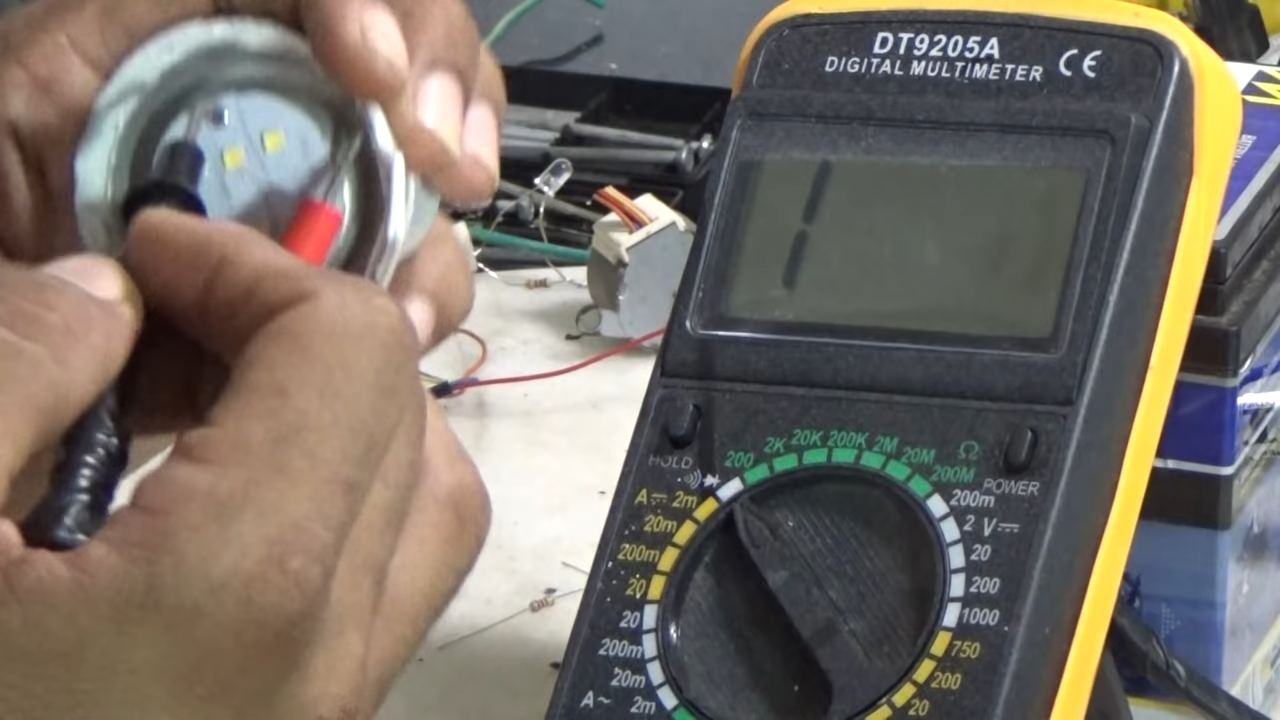 DT9205A
DIGITAL MULTIMETER CE
1
HOLD
POWER
200 2K 20K 200K 2M 20M 200M Ω
A 2m
20m
200m
20
20
200m
20m
A~ 2m
200m
2 V
20
200
1000
750
200
20